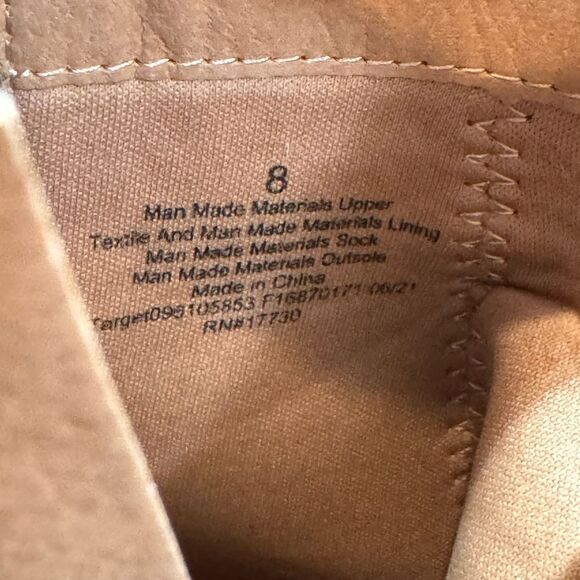 8
Man Made Materials Upper
Textile And Man Made Materials Lining
Man Made Materials Sock
Man Made Materials Outsole
Made in China
Target096105853 F16870171 06/21
RN#17730